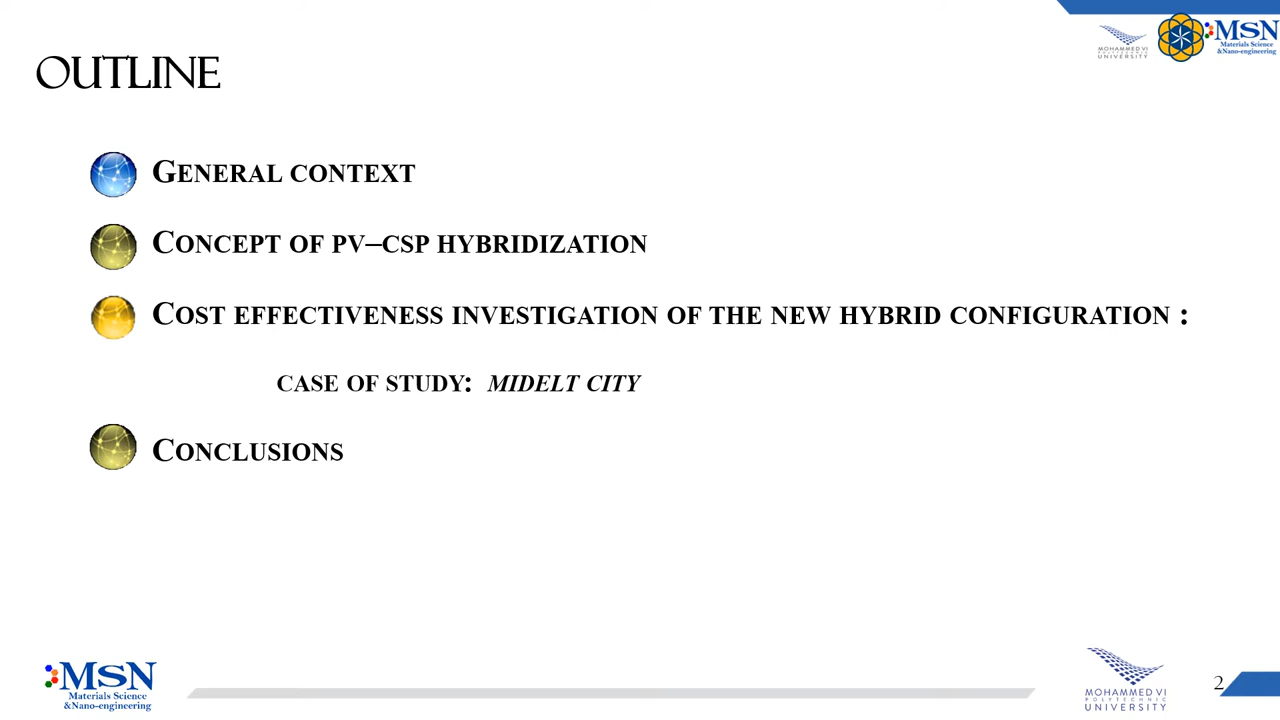 MOHAMMED VI
POLYTECHNIC
UNIVERSITY
MSN
Materials Science
&Nano-engineering
OUTLINE
GENERAL CONTEXT
CONCEPT OF PV–CSP HYBRIDIZATION
COST EFFECTIVENESS INVESTIGATION OF THE NEW HYBRID CONFIGURATION :
CASE OF STUDY: MIDELT CITY
CONCLUSIONS
MSN
Materials Science
&Nano-engineering
MOHAMMED VI
POLYTECHNIC
UNIVERSITY
2